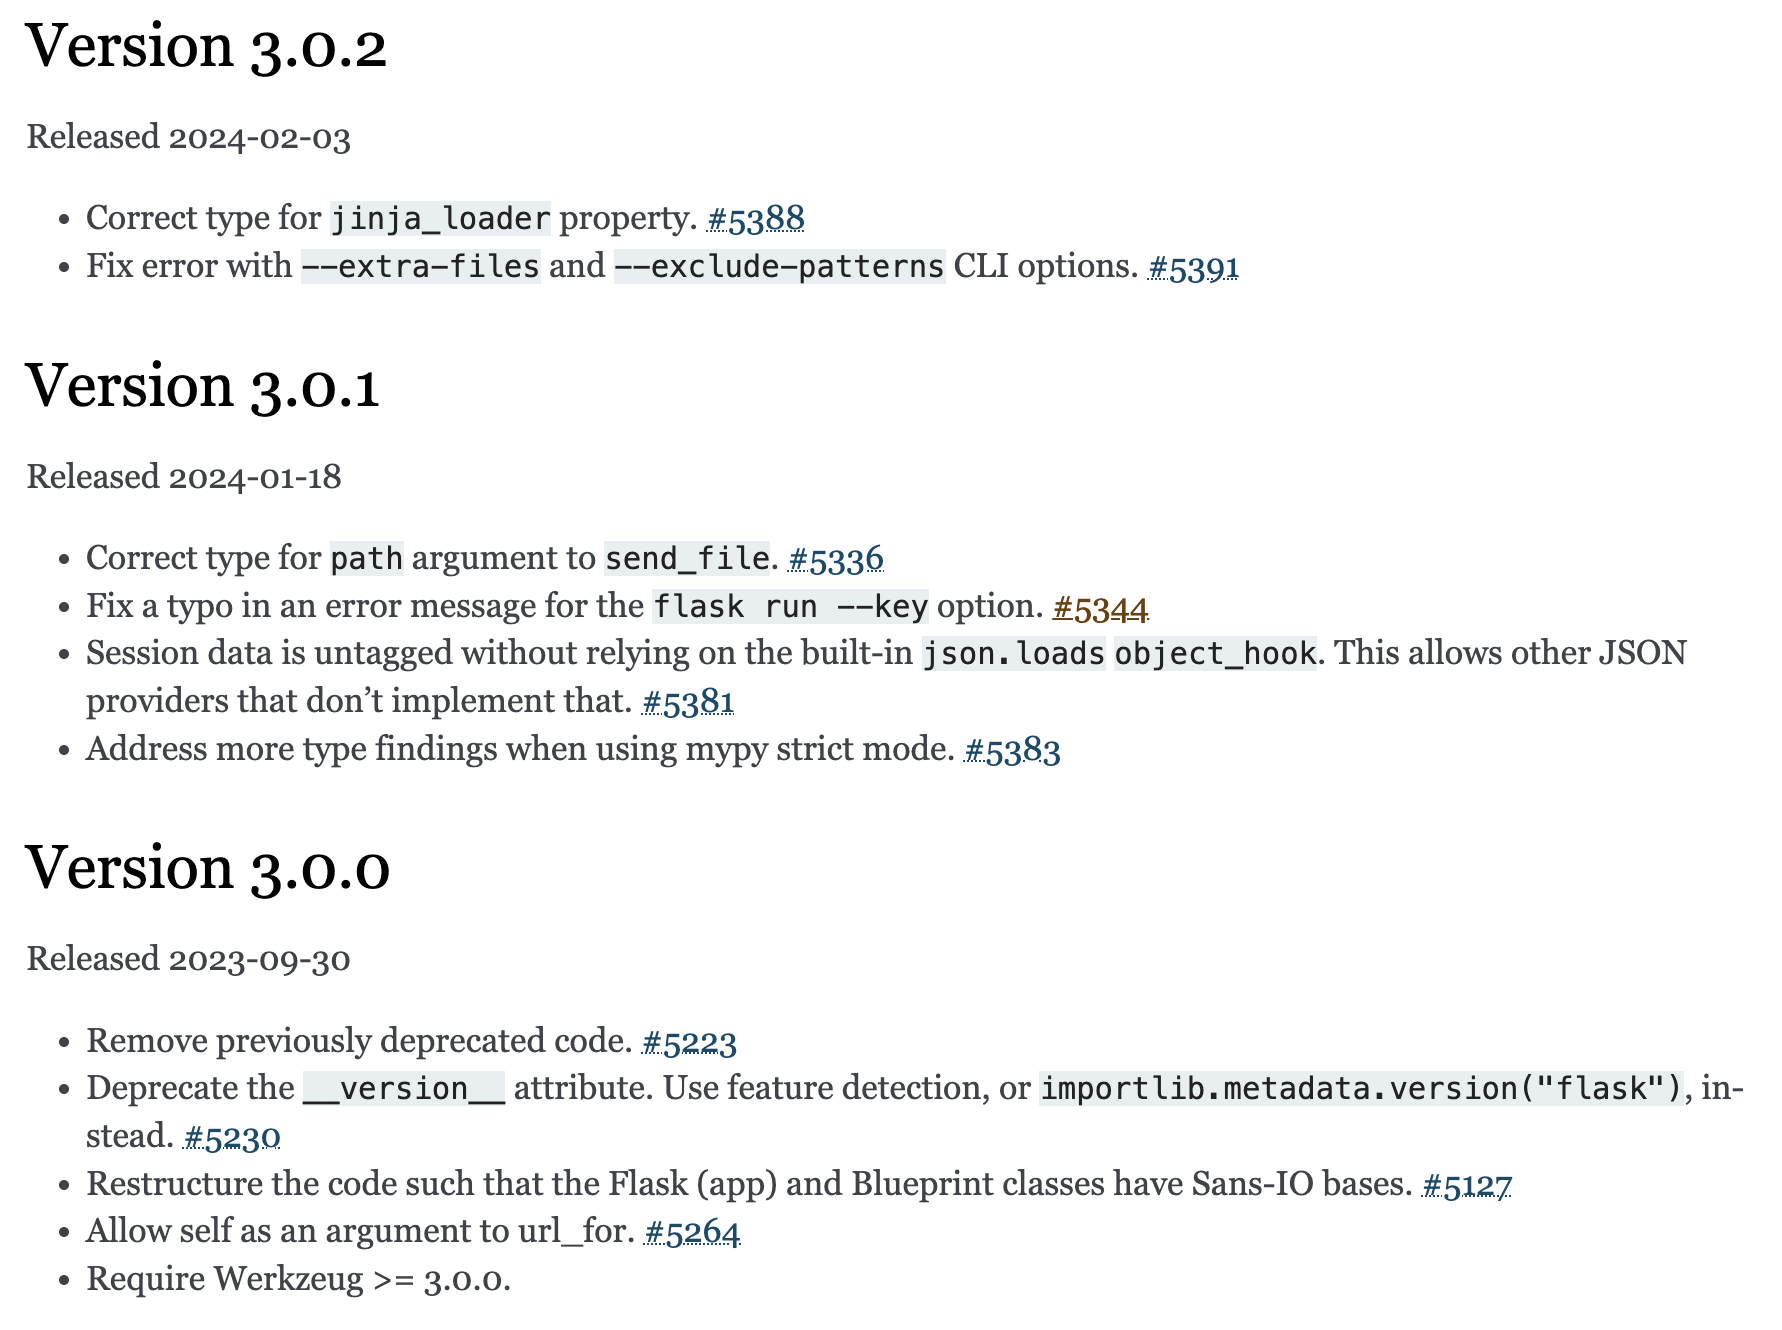 Version 3.0.2
Released 2024-02-03
• Correct type for jinja_loader property. #5388
• Fix error with --extra-files and --exclude-patterns CLI options. #5391
Version 3.0.1
Released 2024-01-18
• Correct type for path argument to send_file. #5336
• Fix a typo in an error message for the flask run --key option. #5344
• Session data is untagged without relying on the built-in json.loads object_hook. This allows other JSON
providers that don’t implement that. #5381
• Address more type findings when using mypy strict mode. #5383
Version 3.0.0
Released 2023-09-30
• Remove previously deprecated code. #5223
• Deprecate the __version__ attribute. Use feature detection, or importlib.metadata.version("flask"), in-
stead. #5230
• Restructure the code such that the Flask (app) and Blueprint classes have Sans-IO bases. #5127
• Allow self as an argument to url_for. #5264
• Require Werkzeug >= 3.0.0.